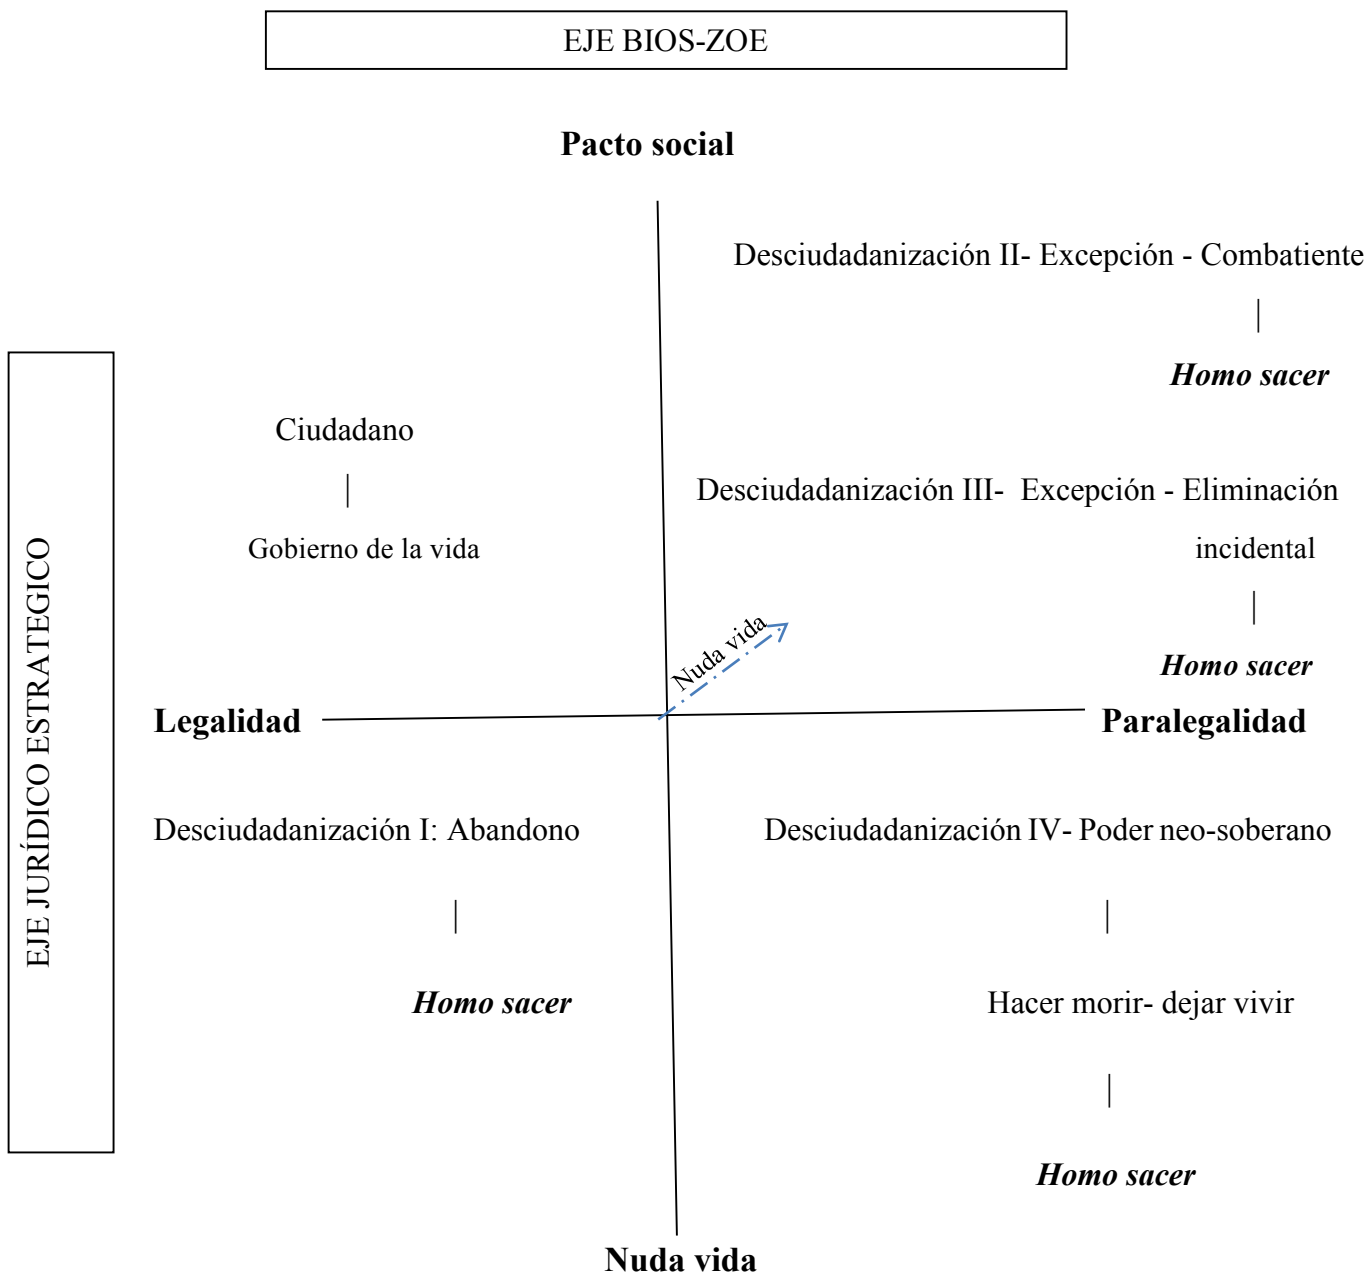 EJE BIOS-ZOE
Pacto social
Desciudadanización II- Excepción - Combatiente
|
Homo sacer
Ciudadano
|
Gobierno de la vida
Desciudadanización III- Excepción - Eliminación
incidental
|
Homo sacer
EJE JURÍDICO ESTRATEGICO
Nuda vida
Legalidad
Paralegalidad
Desciudadanización I: Abandono
|
Homo sacer
Desciudadanización IV- Poder neo-soberano
|
Hacer morir- dejar vivir
|
Homo sacer
Nuda vida